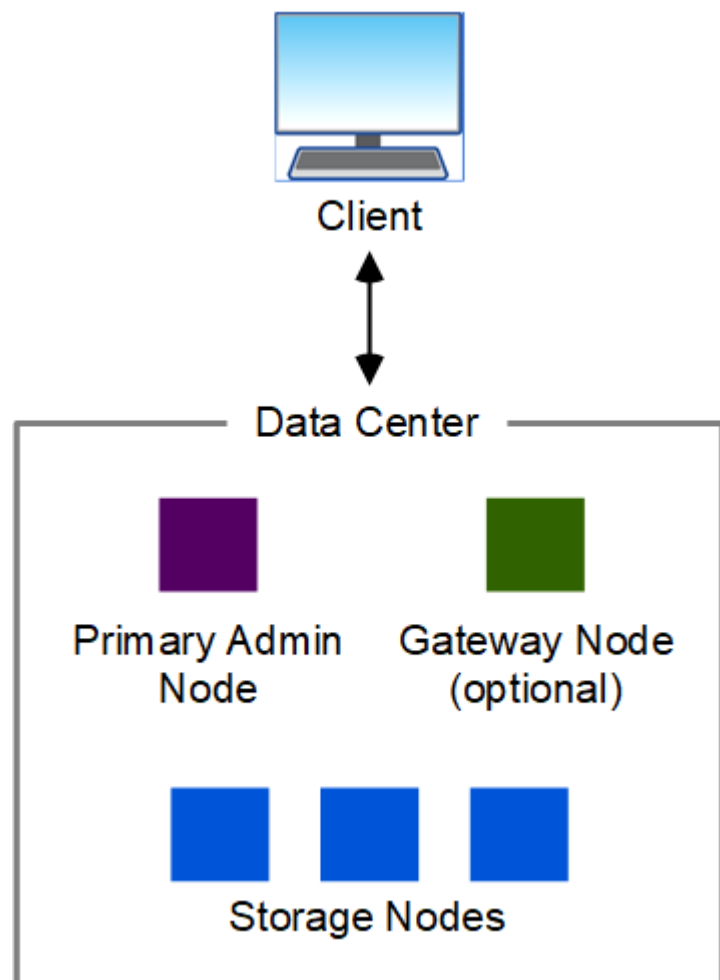 Client
Data Center
Primary Admin
Node
Gateway Node
(optional)
Storage Nodes